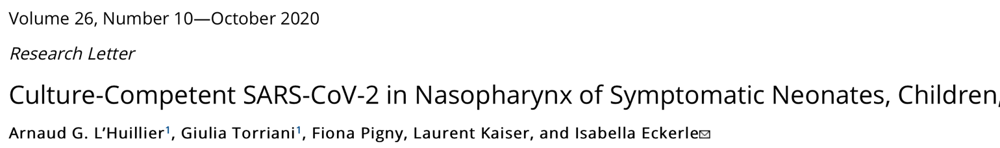 Volume 26, Number 10—October 2020
Research Letter
Culture-Competent SARS-CoV-2 in Nasopharynx of Symptomatic Neonates, Children,
Arnaud G. L’Huillier1, Giulia Torriani1, Fiona Pigny, Laurent Kaiser, and Isabella Eckerle